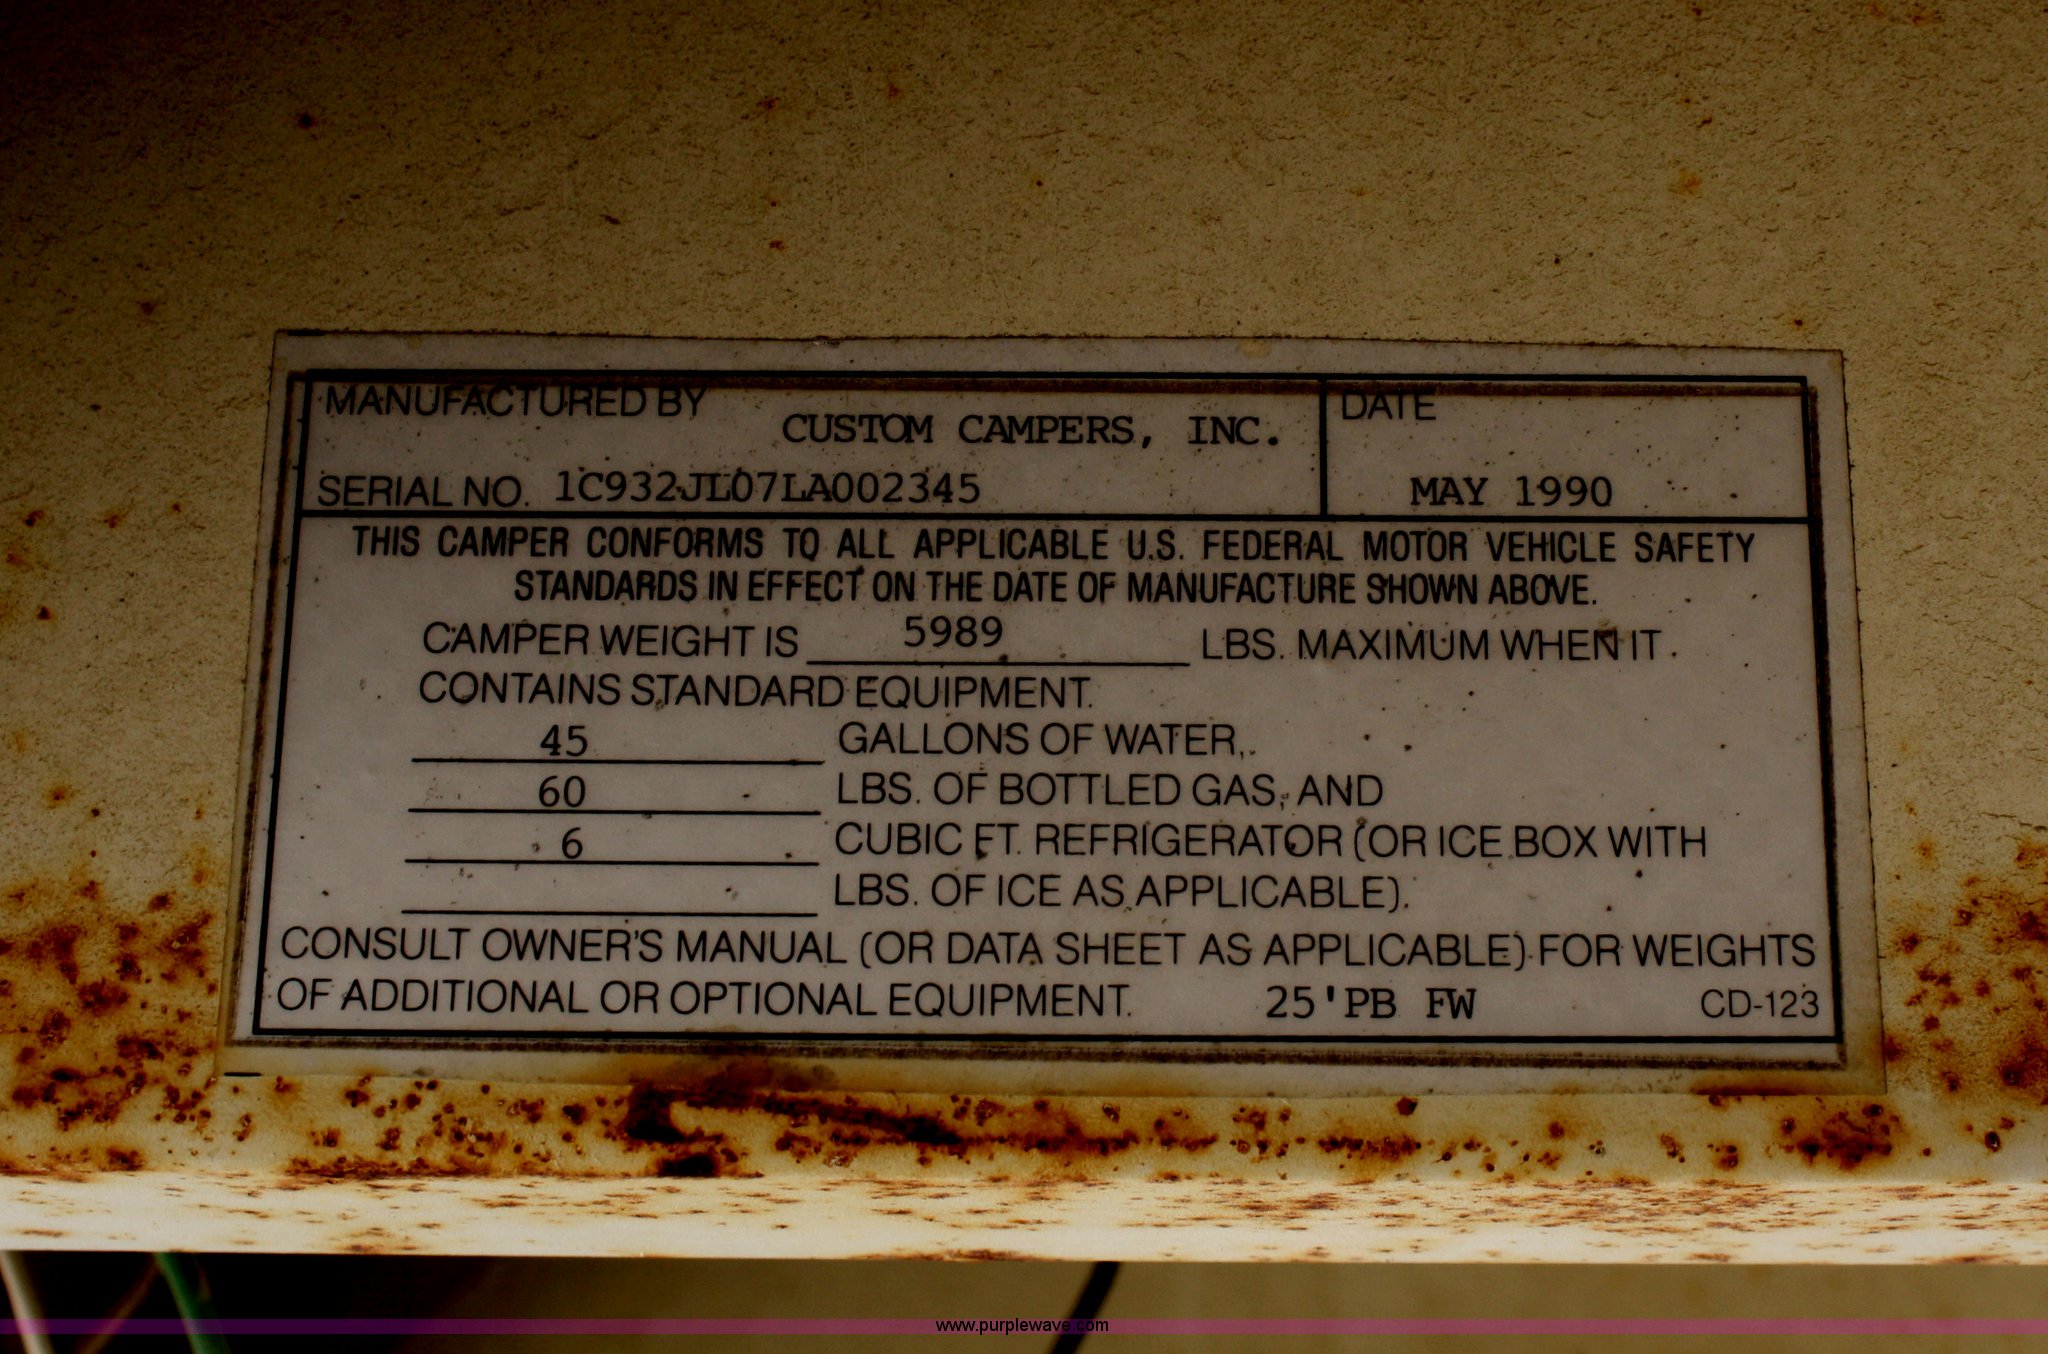 MANUFACTURED BY CUSTOM CAMPERS, INC.
DATE
SERIAL NO. 1C932JL07LA002345
MAY 1990
THIS CAMPER CONFORMS TO ALL APPLICABLE U.S. FEDERAL MOTOR VEHICLE SAFETY
STANDARDS IN EFFECT ON THE DATE OF MANUFACTURE SHOWN ABOVE.
CAMPER WEIGHT IS 5989 LBS. MAXIMUM WHEN IT
CONTAINS STANDARD EQUIPMENT.
45 GALLONS OF WATER,
60 LBS. OF BOTTLED GAS, AND
6 CUBIC FT. REFRIGERATOR (OR ICE BOX WITH
LBS. OF ICE AS APPLICABLE).
CONSULT OWNER'S MANUAL (OR DATA SHEET AS APPLICABLE) FOR WEIGHTS
OF ADDITIONAL OR OPTIONAL EQUIPMENT. 25'PB FW CD-123
www.purplewave.com